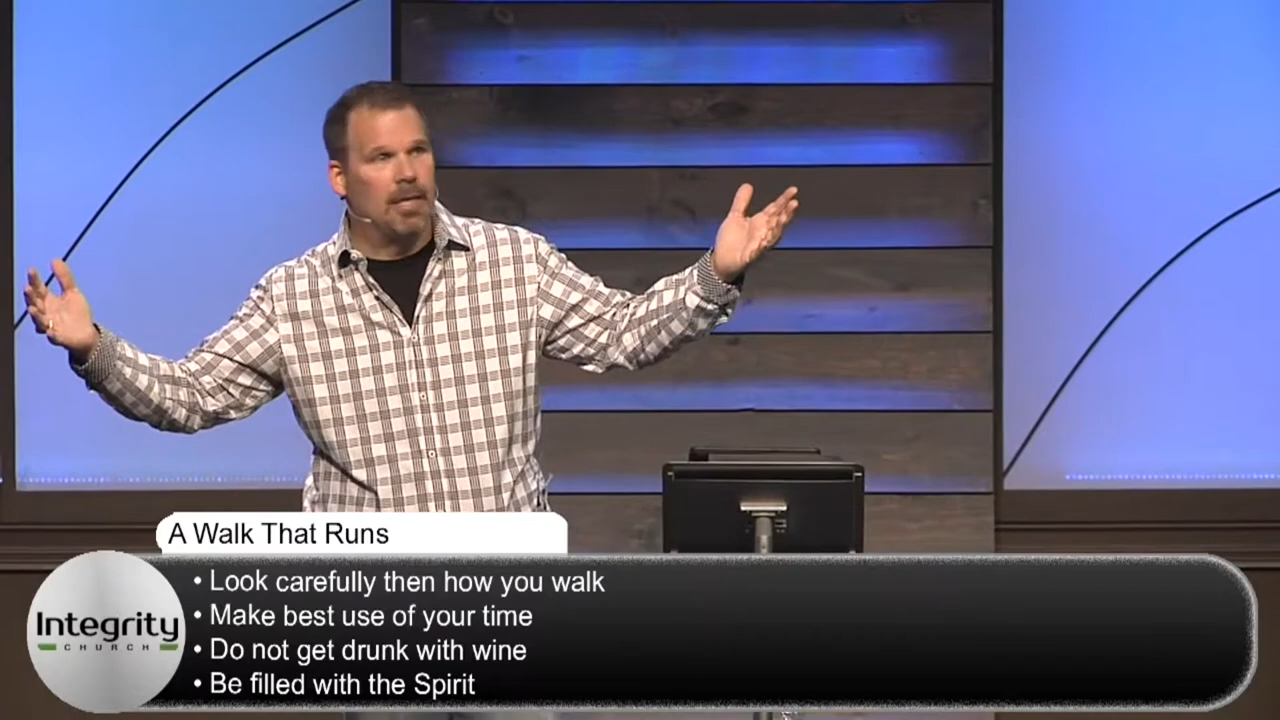 A Walk That Runs
• Look carefully then how you walk
• Make best use of your time
• Do not get drunk with wine
• Be filled with the Spirit
Integrity
CHURCH